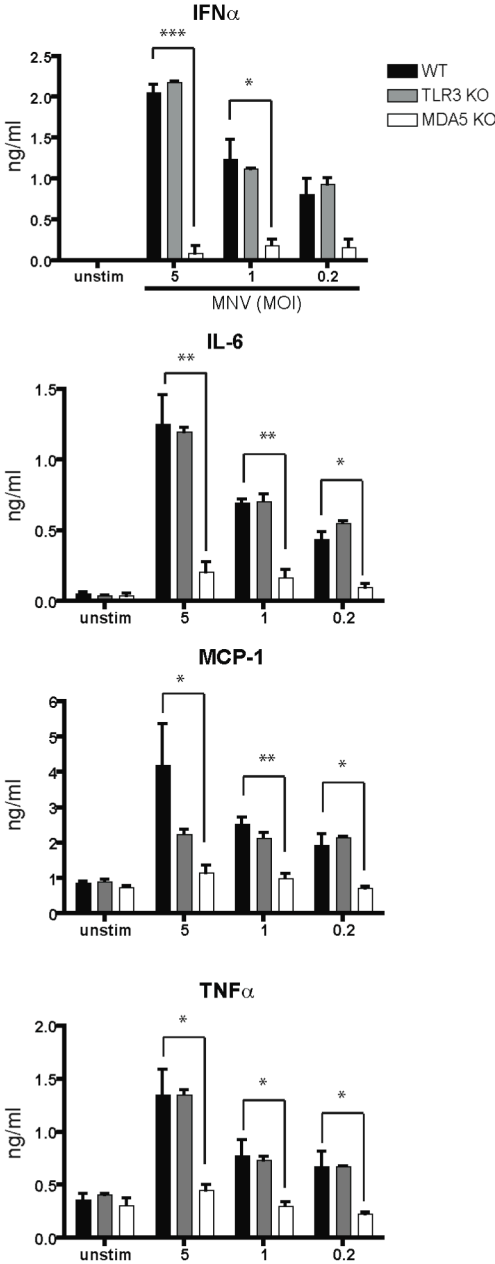 IFNα
***
*
WT
TLR3 KO
MDA5 KO
ng/ml
2.5
2.0
1.5
1.0
0.5
0.0
unstim 5 1 0.2
MNV (MOI)
IL-6
**
**
*
ng/ml
1.5
1.0
0.5
0.0
unstim 5 1 0.2
MCP-1
*
**
*
ng/ml
6
5
4
3
2
1
0
unstim 5 1 0.2
TNFα
*
*
*
ng/ml
2.0
1.5
1.0
0.5
0.0
unstim 5 1 0.2